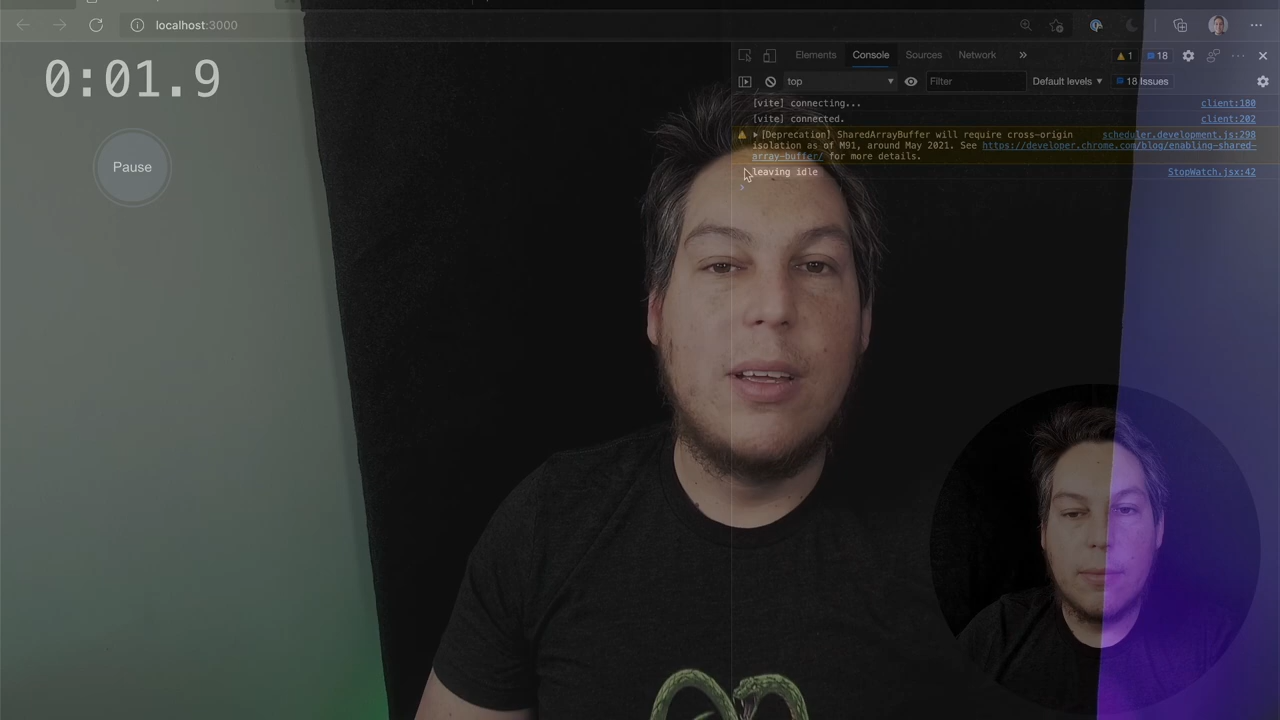 localhost:3000
0:01.9
Pause
Elements
Console
Sources
Network
»
1
18
top
Filter
Default levels
18 Issues
[vite] connecting...
client:180
[vite] connected.
client:202
[Deprecation] SharedArrayBuffer will require cross-origin
scheduler.development.js:298
isolation as of M91, around May 2021. See https://developer.chrome.com/blog/enabling-shared-
array-buffer/ for more details.
leaving idle
StopWatch.jsx:42